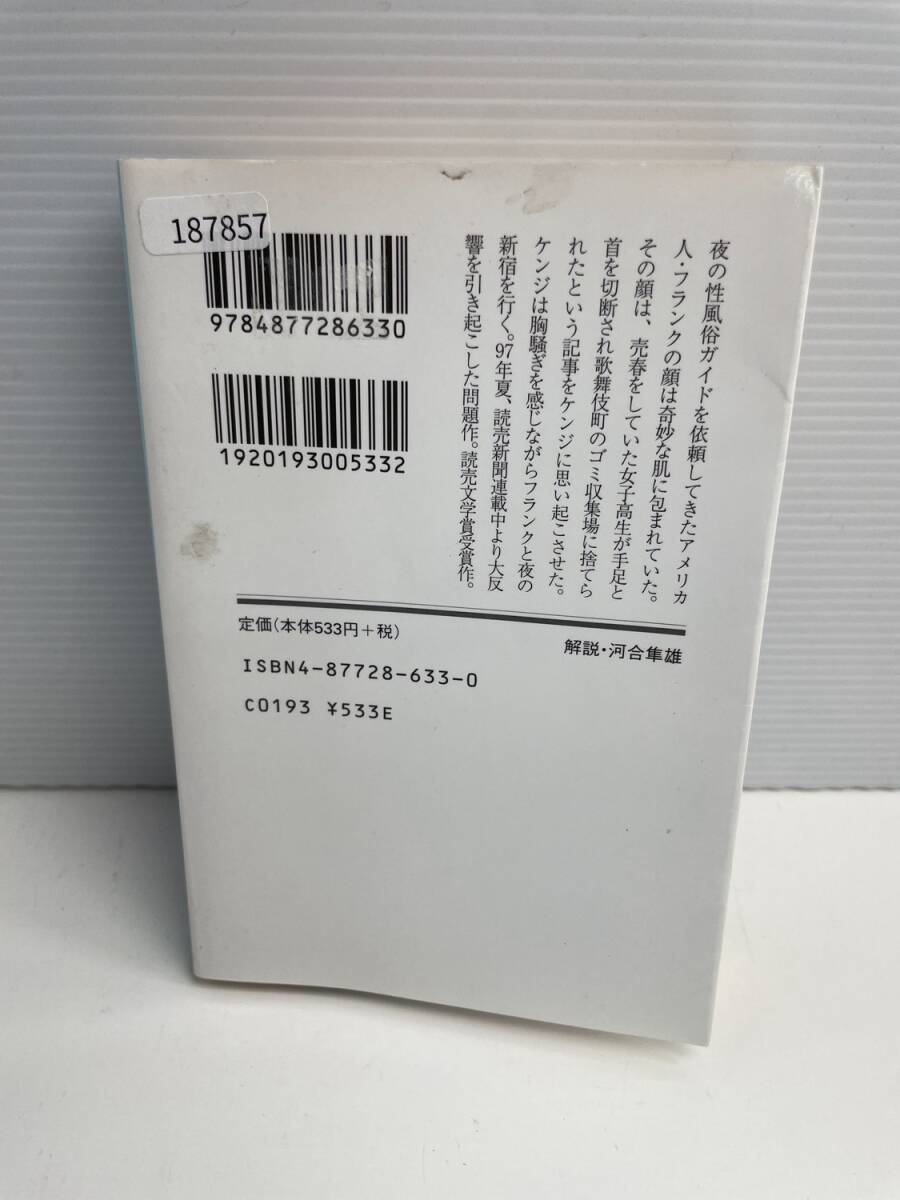 187857
9784877286330
1920193005332
夜の性風俗ガイドを依頼してきたアメリカ
人・フランクの顔は奇妙な肌に包まれていた。
その顔は、売春をしていた女子高生が手足と
首を切断され歌舞伎町のゴミ収集場に捨てら
れたという記事をケンジに思い起こさせた。
ケンジは胸騒ぎを感じながらフランクと夜の
新宿を行く。97年夏、読売新聞連載中より大反
響を引き起こした問題作。読売文学賞受賞作。
定価(本体533円+税)
解説・河合隼雄
ISBN4-87728-633-0
C0193 ¥533E